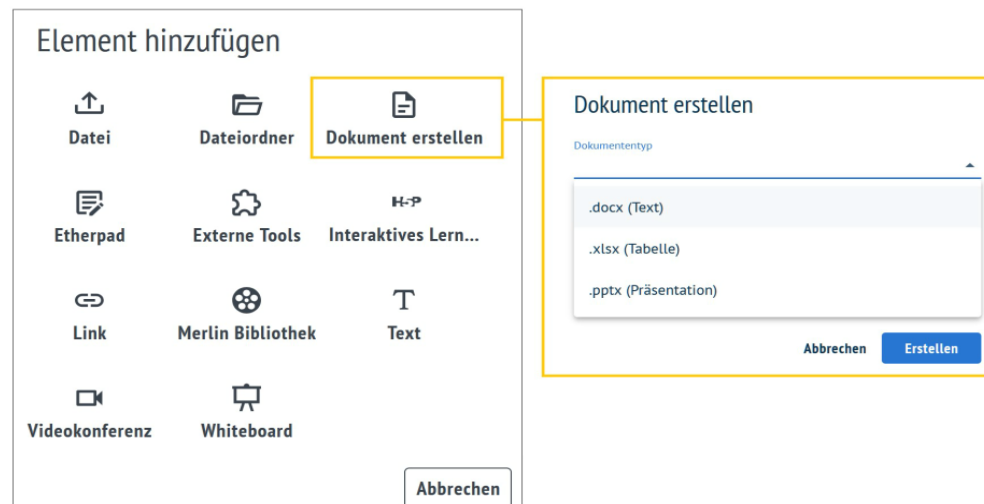 Element hinzufügen
Datei
Dateiordner
Dokument erstellen
Etherpad
Externe Tools
H-P
Interaktives Lern...
Link
Merlin Bibliothek
Text
Videokonferenz
Whiteboard
Abbrechen
Dokument erstellen
Dokumententyp
.docx (Text)
.xlsx (Tabelle)
.pptx (Präsentation)
Abbrechen
Erstellen